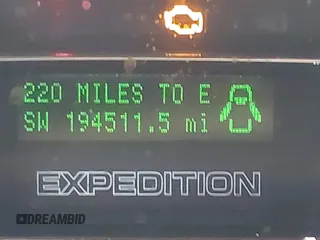 220 MILES TO E
SW 194511.5 mi
EXPEDITION
DREAMBID